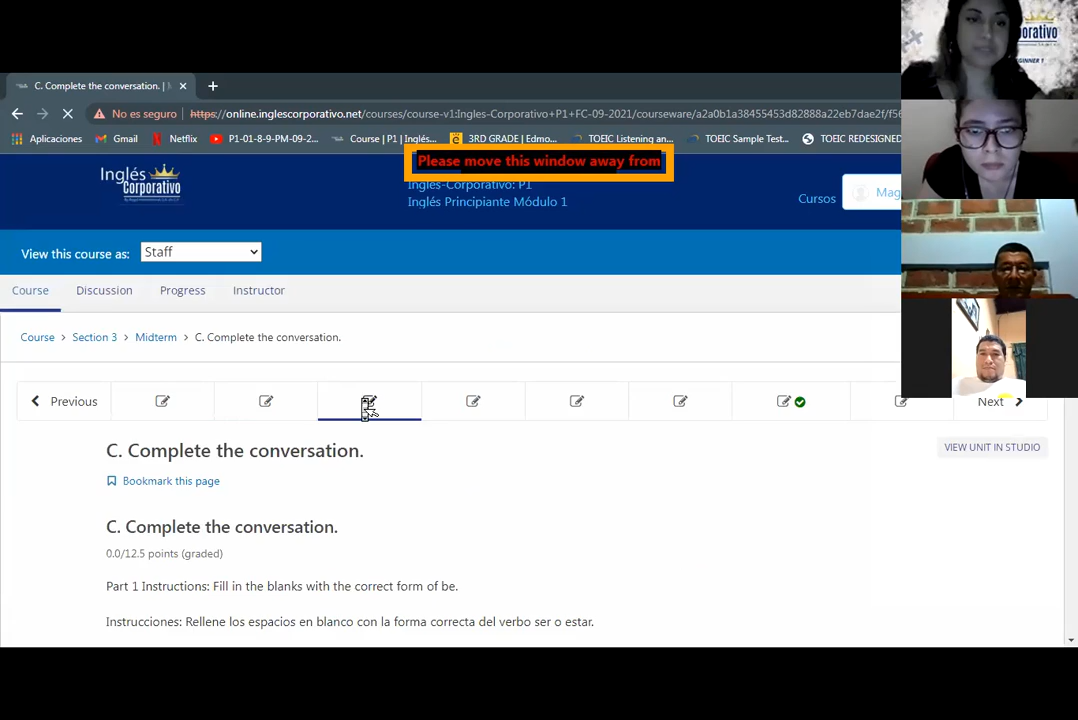 C. Complete the conversation. |
No es seguro
https://online.inglescorporativo.net/courses/course-v1:Ingles-Corporativo+P1+FC-09-2021/courseware/a2a0b1a38455453d82888a22eb7dae2f/f56
Aplicaciones
Gmail
Netflix
P1-01-8-9-PM-09-2...
Course | P1 | Inglés...
3RD GRADE | Edmo...
TOEIC Listening an...
TOEIC Sample Test...
TOEIC REDESIGNED
Please move this window away from
Inglés Corporativo
Ingles-Corporativo: P1
Inglés Principiante Módulo 1
Cursos
Mag
View this course as:
Staff
Course
Discussion
Progress
Instructor
Course > Section 3 > Midterm > C. Complete the conversation.
Previous
Next
C. Complete the conversation.
VIEW UNIT IN STUDIO
Bookmark this page
C. Complete the conversation.
0.0/12.5 points (graded)
Part 1 Instructions: Fill in the blanks with the correct form of be.
Instrucciones: Rellene los espacios en blanco con la forma correcta del verbo ser o estar.
orativo